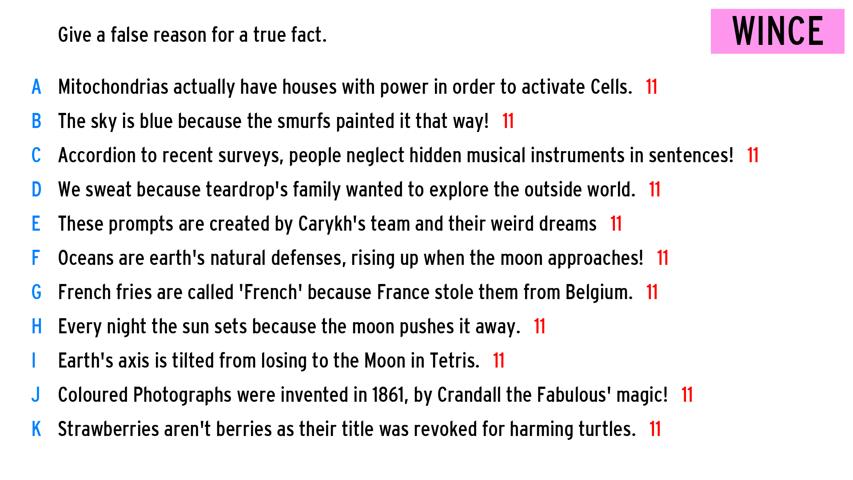 Give a false reason for a true fact.
WINCE
A Mitochondrias actually have houses with power in order to activate Cells. 11
B The sky is blue because the smurfs painted it that way! 11
C Accordion to recent surveys, people neglect hidden musical instruments in sentences! 11
D We sweat because teardrop's family wanted to explore the outside world. 11
E These prompts are created by Carykh's team and their weird dreams 11
F Oceans are earth's natural defenses, rising up when the moon approaches! 11
G French fries are called 'French' because France stole them from Belgium. 11
H Every night the sun sets because the moon pushes it away. 11
I Earth's axis is tilted from losing to the Moon in Tetris. 11
J Coloured Photographs were invented in 1861, by Crandall the Fabulous' magic! 11
K Strawberries aren't berries as their title was revoked for harming turtles. 11